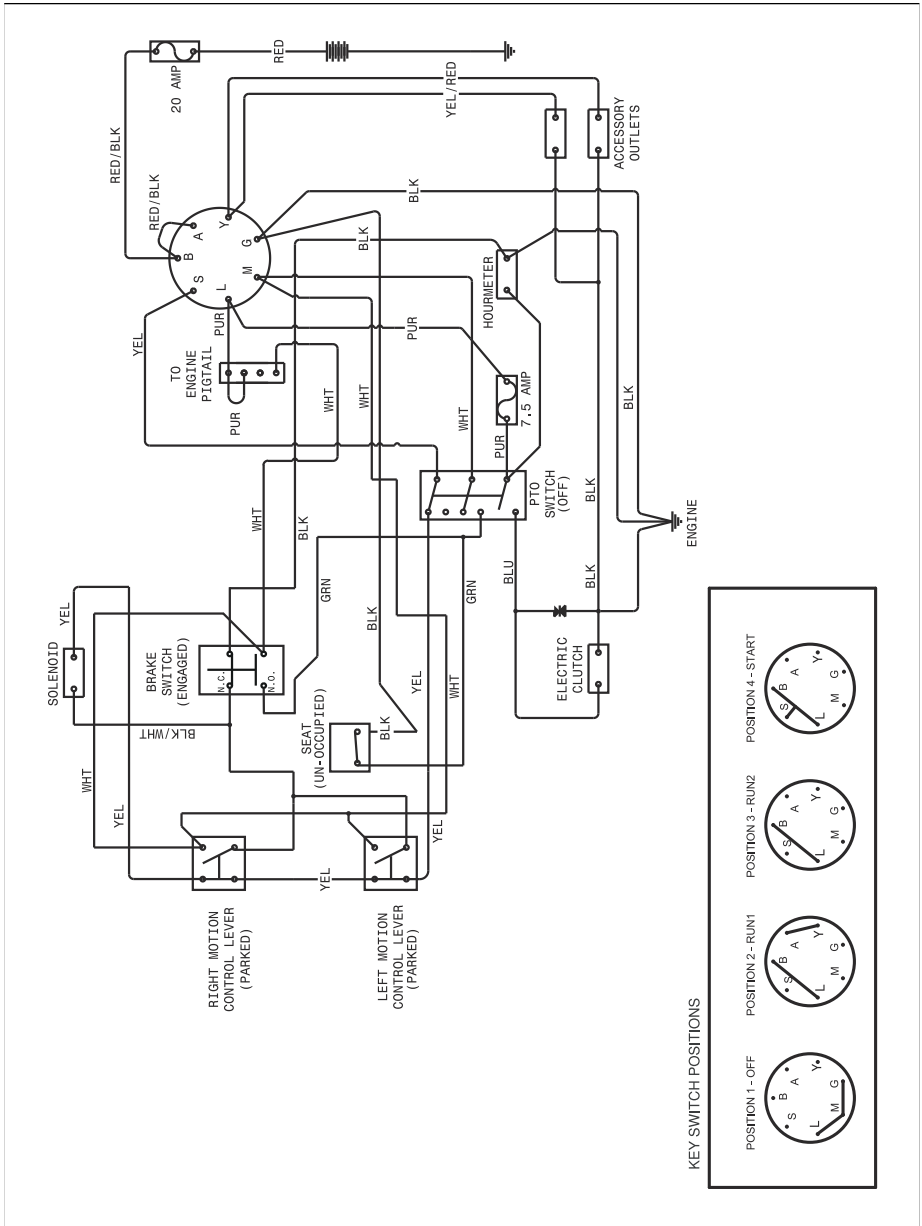 RED
20 AMP
RED/BLK
RED/BLK
YEL/RED
ACCESSORY
OUTLETS
BLK
BLK
B
A
Y
S
G
L
M
HOURMETER
YEL
PUR
PUR
TO
ENGINE
PIGTAIL
PUR
WHT
WHT
WHT
7.5 AMP
PUR
BLK
PTO
SWITCH
(OFF)
BLK
ENGINE
WHT
BLK
GRN
BLU
BLK
GRN
SOLENOID
YEL
BRAKE
SWITCH
(ENGAGED)
N.C.
N.O.
BLK
YEL
WHT
ELECTRIC
CLUTCH
SEAT
(UN-OCCUPIED)
BLK
BLK/WHT
WHT
YEL
YEL
YEL
RIGHT MOTION
CONTROL LEVER
(PARKED)
LEFT MOTION
CONTROL LEVER
(PARKED)
KEY SWITCH POSITIONS
POSITION 1 - OFF
S
B
A
Y
L
M
G
POSITION 2 - RUN1
S
B
A
Y
L
M
G
POSITION 3 - RUN2
S
B
A
Y
L
M
G
POSITION 4 - START
S
B
A
Y
L
M
G